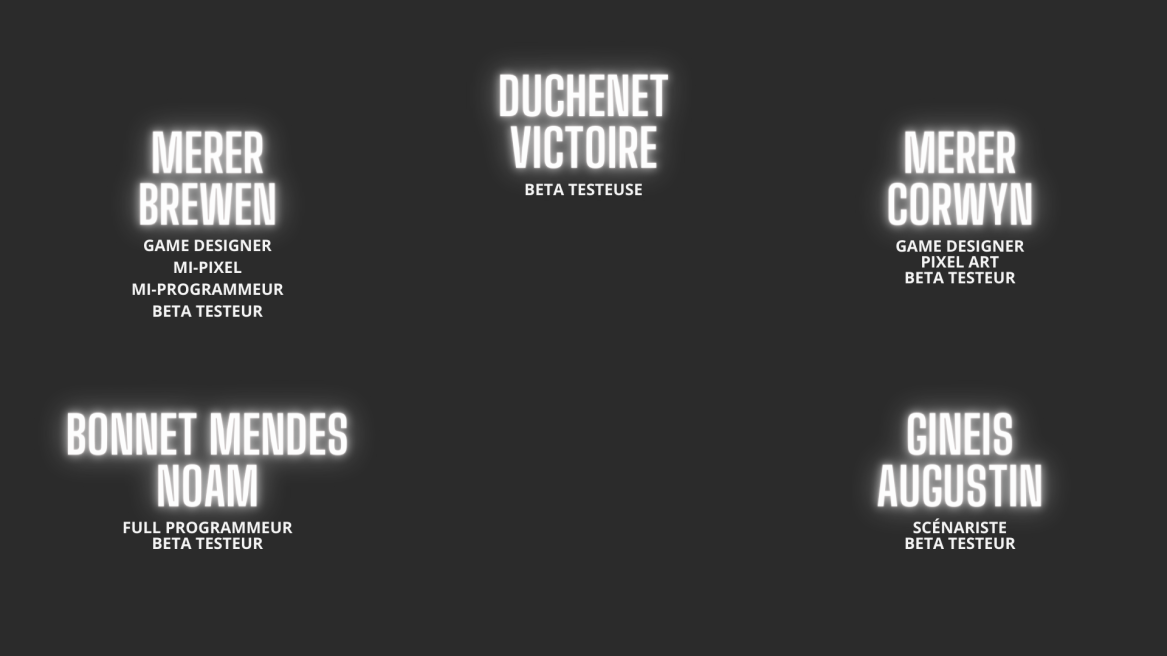 DUCHENET
VICTOIRE
BETA TESTEUSE
MERER
BREWEN
GAME DESIGNER
MI-PIXEL
MI-PROGRAMMEUR
BETA TESTEUR
MERER
CORWYN
GAME DESIGNER
PIXEL ART
BETA TESTEUR
BONNET MENDES
NOAM
FULL PROGRAMMEUR
BETA TESTEUR
GINEIS
AUGUSTIN
SCÉNARISTE
BETA TESTEUR